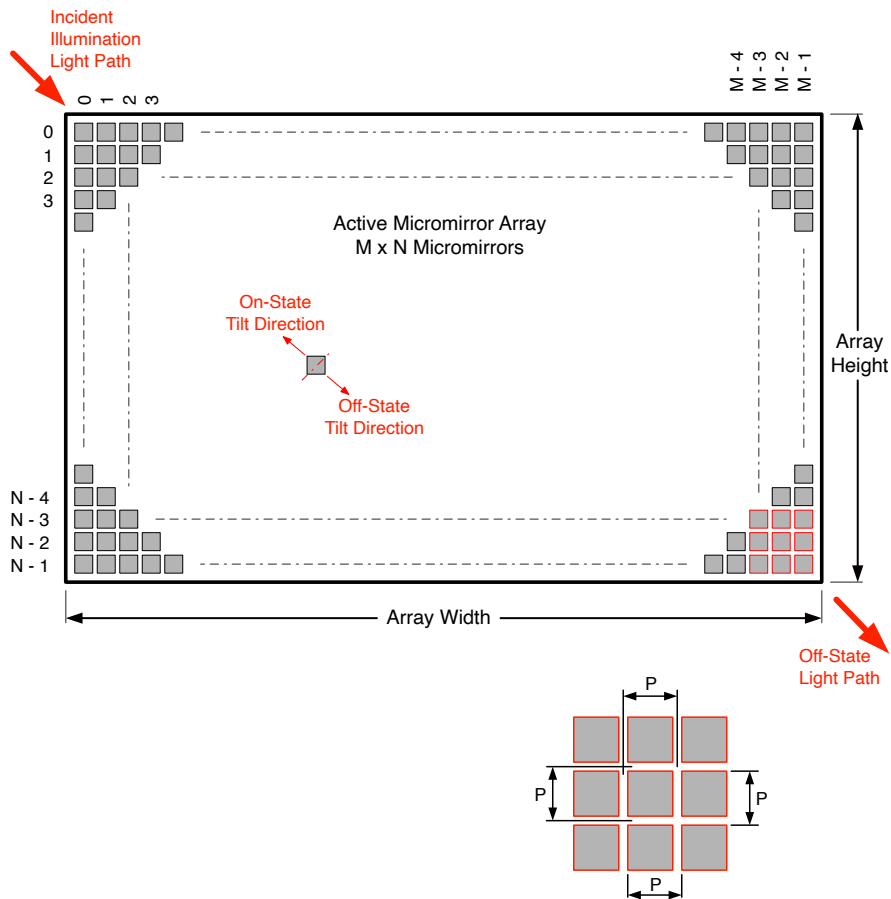 Incident
Illumination
Light Path
0
1
2
3
M - 4
M - 3
M - 2
M - 1
0
1
2
3
Active Micromirror Array
M x N Micromirrors
On-State
Tilt Direction
Off-State
Tilt Direction
Array
Height
N - 4
N - 3
N - 2
N - 1
Array Width
Off-State
Light Path
P
P
P
P